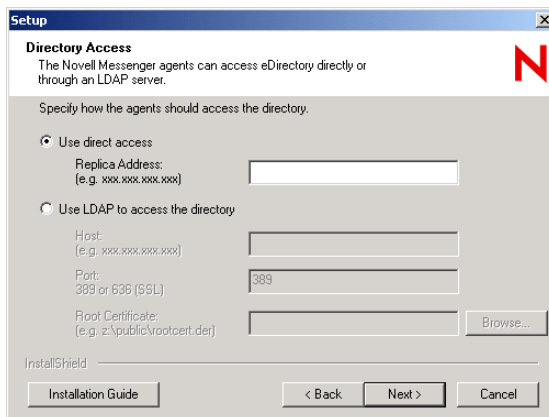 Setup
Directory Access
The Novell Messenger agents can access eDirectory directly or
through an LDAP server.
N
Specify how the agents should access the directory.
Use direct access
Replica Address:
(e.g. xxx.xxx.xxx.xxx)
Use LDAP to access the directory
Host:
(e.g. xxx.xxx.xxx.xxx)
Port:
389 or 636 (SSL)
389
Root Certificate:
(e.g. z:\public\rootcert.der)
Browse...
InstallShield
Installation Guide
< Back
Next >
Cancel